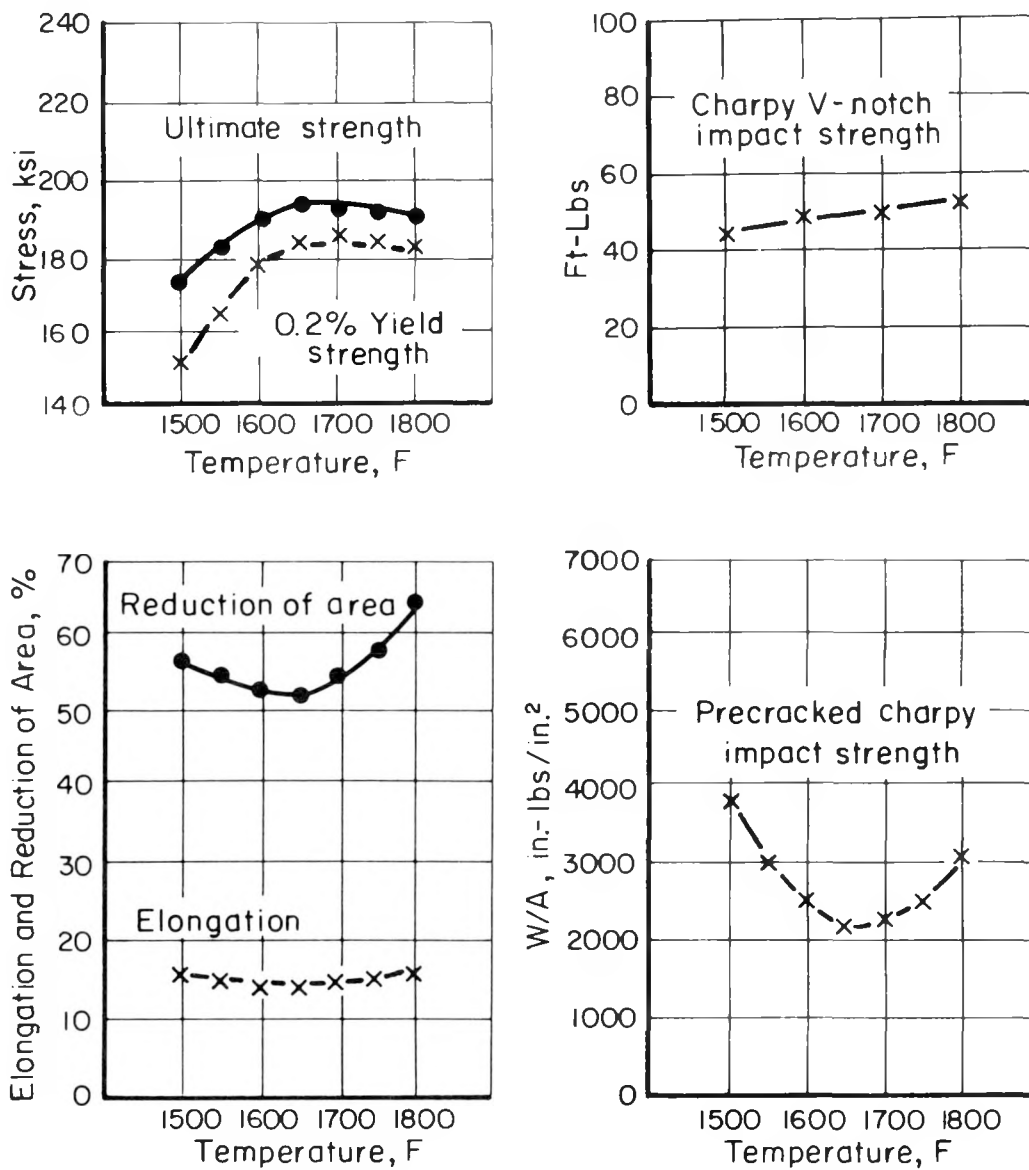 240
220
200
180
160
140
Stress, ksi
Ultimate strength
0.2% Yield
strength
1500 1600 1700 1800
Temperature, F
100
80
60
40
20
0
Ft-Lbs
Charpy V-notch
impact strength
1500 1600 1700 1800
Temperature, F
70
60
50
40
30
20
10
0
Elongation and Reduction of Area, %
Reduction of area
Elongation
1500 1600 1700 1800
Temperature, F
7000
6000
5000
4000
3000
2000
1000
0
W/A, in.-lbs/in.²
Precracked charpy
impact strength
1500 1600 1700 1800
Temperature, F